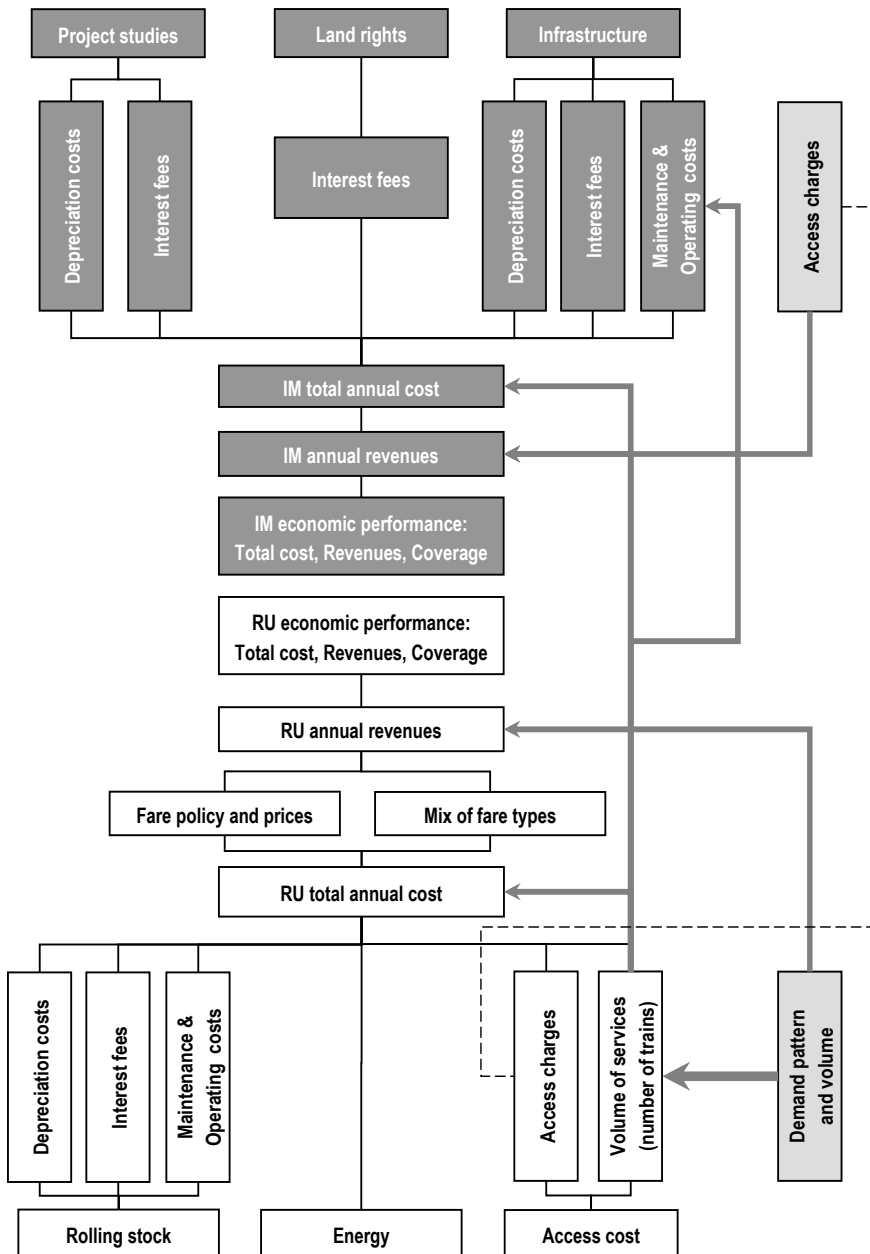 Project studies
Land rights
Infrastructure
Depreciation costs
Interest fees
Interest fees
Depreciation costs
Interest fees
Maintenance &
Operating costs
Access charges
IM total annual cost
IM annual revenues
IM economic performance:
Total cost, Revenues, Coverage
RU economic performance:
Total cost, Revenues, Coverage
RU annual revenues
Fare policy and prices
Mix of fare types
RU total annual cost
Depreciation costs
Interest fees
Maintenance &
Operating costs
Access charges
Volume of services
(number of trains)
Demand pattern
and volume
Rolling stock
Energy
Access cost